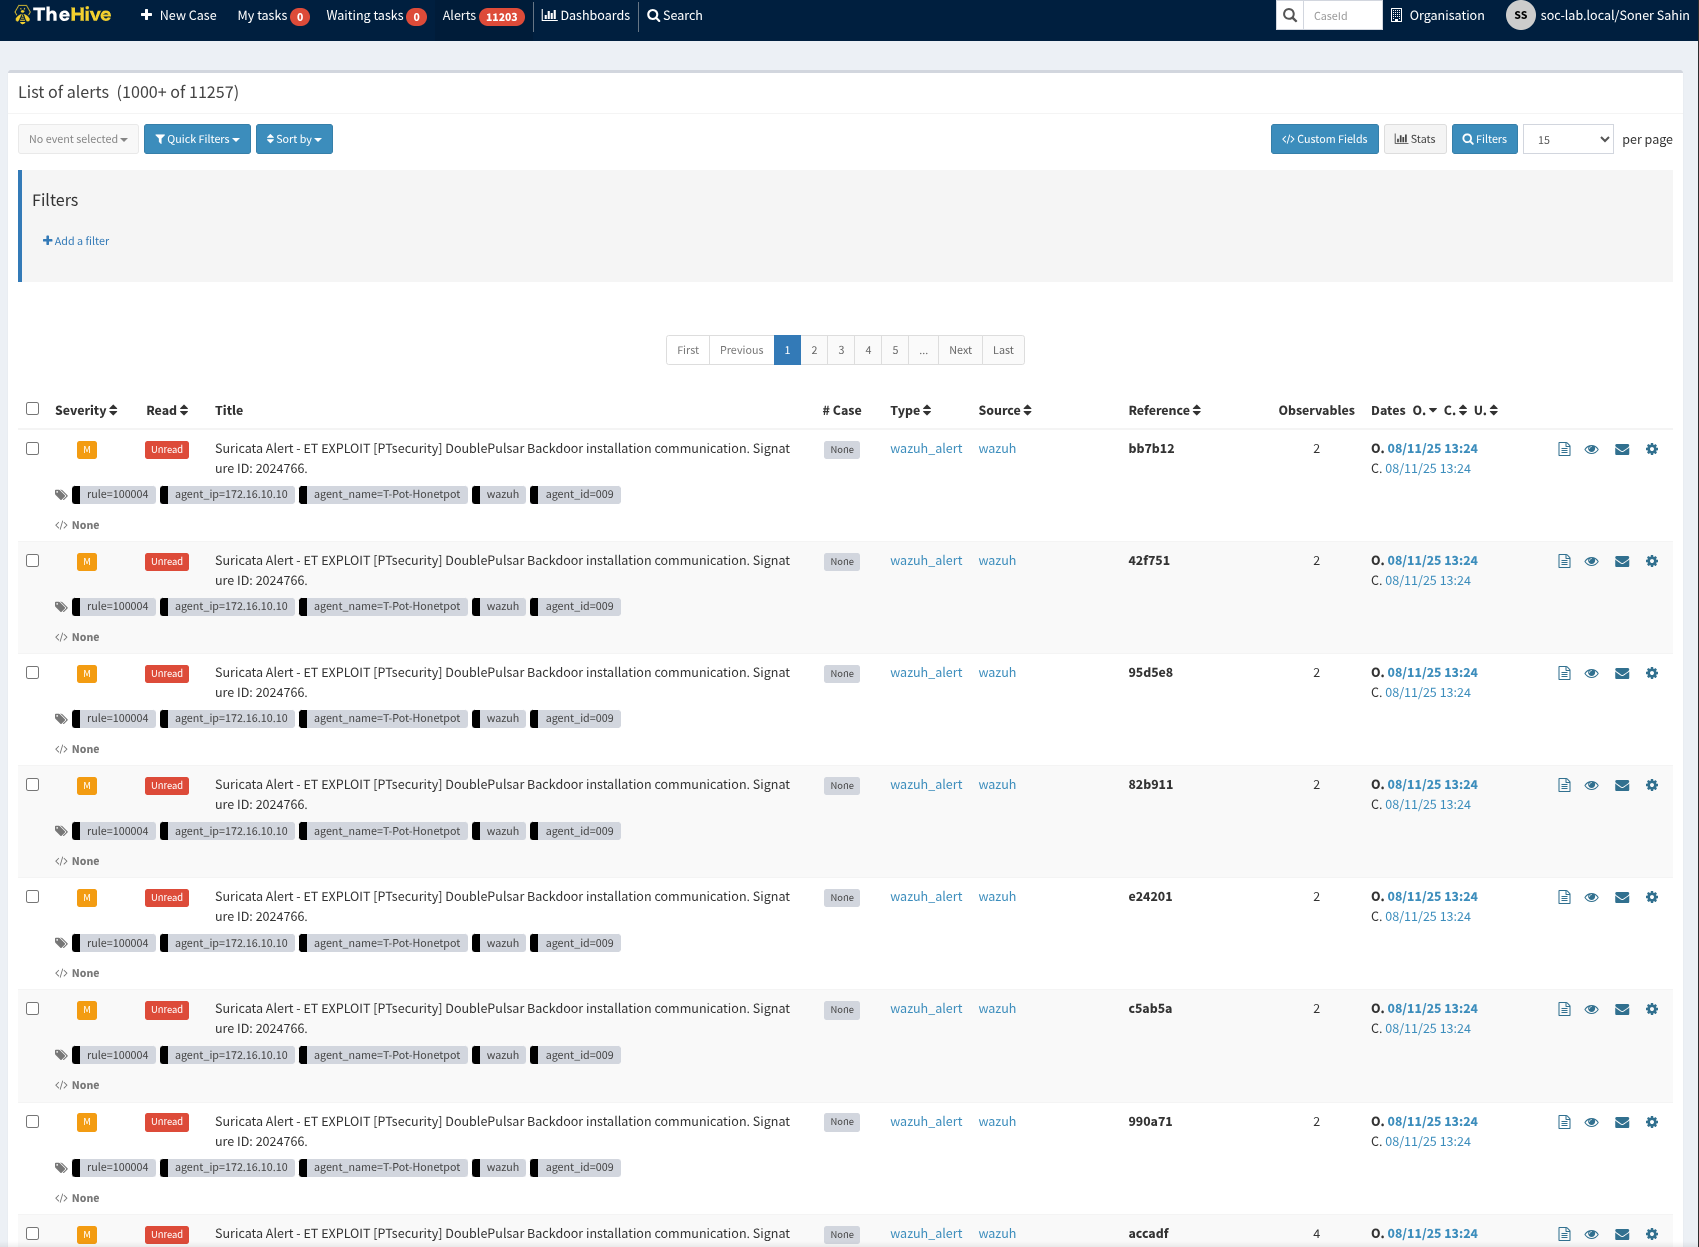 TheHive New Case My tasks 0 Waiting tasks 0 Alerts 11203 Dashboards Search CaseId Organisation SS soc-lab.local/Soner Sahin
List of alerts (1000+ of 11257)
No event selected Quick Filters Sort by Custom Fields Stats Filters 15 per page
Filters
Add a filter
First Previous 1 2 3 4 5 ... Next Last
Severity Read Title # Case Type Source Reference Observables Dates O. C. U.
M Unread Suricata Alert - ET EXPLOIT [PTsecurity] DoublePulsar Backdoor installation communication. Signat None wazuh_alert wazuh bb7b12 2 O. 08/11/25 13:24
ure ID: 2024766. C. 08/11/25 13:24
rule=100004 agent_ip=172.16.10.10 agent_name=T-Pot-Honetpot wazuh agent_id=009
</> None
M Unread Suricata Alert - ET EXPLOIT [PTsecurity] DoublePulsar Backdoor installation communication. Signat None wazuh_alert wazuh 42f751 2 O. 08/11/25 13:24
ure ID: 2024766. C. 08/11/25 13:24
rule=100004 agent_ip=172.16.10.10 agent_name=T-Pot-Honetpot wazuh agent_id=009
</> None
M Unread Suricata Alert - ET EXPLOIT [PTsecurity] DoublePulsar Backdoor installation communication. Signat None wazuh_alert wazuh 95d5e8 2 O. 08/11/25 13:24
ure ID: 2024766. C. 08/11/25 13:24
rule=100004 agent_ip=172.16.10.10 agent_name=T-Pot-Honetpot wazuh agent_id=009
</> None
M Unread Suricata Alert - ET EXPLOIT [PTsecurity] DoublePulsar Backdoor installation communication. Signat None wazuh_alert wazuh 82b911 2 O. 08/11/25 13:24
ure ID: 2024766. C. 08/11/25 13:24
rule=100004 agent_ip=172.16.10.10 agent_name=T-Pot-Honetpot wazuh agent_id=009
</> None
M Unread Suricata Alert - ET EXPLOIT [PTsecurity] DoublePulsar Backdoor installation communication. Signat None wazuh_alert wazuh e24201 2 O. 08/11/25 13:24
ure ID: 2024766. C. 08/11/25 13:24
rule=100004 agent_ip=172.16.10.10 agent_name=T-Pot-Honetpot wazuh agent_id=009
</> None
M Unread Suricata Alert - ET EXPLOIT [PTsecurity] DoublePulsar Backdoor installation communication. Signat None wazuh_alert wazuh c5ab5a 2 O. 08/11/25 13:24
ure ID: 2024766. C. 08/11/25 13:24
rule=100004 agent_ip=172.16.10.10 agent_name=T-Pot-Honetpot wazuh agent_id=009
</> None
M Unread Suricata Alert - ET EXPLOIT [PTsecurity] DoublePulsar Backdoor installation communication. Signat None wazuh_alert wazuh 990a71 2 O. 08/11/25 13:24
ure ID: 2024766. C. 08/11/25 13:24
rule=100004 agent_ip=172.16.10.10 agent_name=T-Pot-Honetpot wazuh agent_id=009
</> None
M Unread Suricata Alert - ET EXPLOIT [PTsecurity] DoublePulsar Backdoor installation communication. Signat None wazuh_alert wazuh accadf 4 O. 08/11/25 13:24